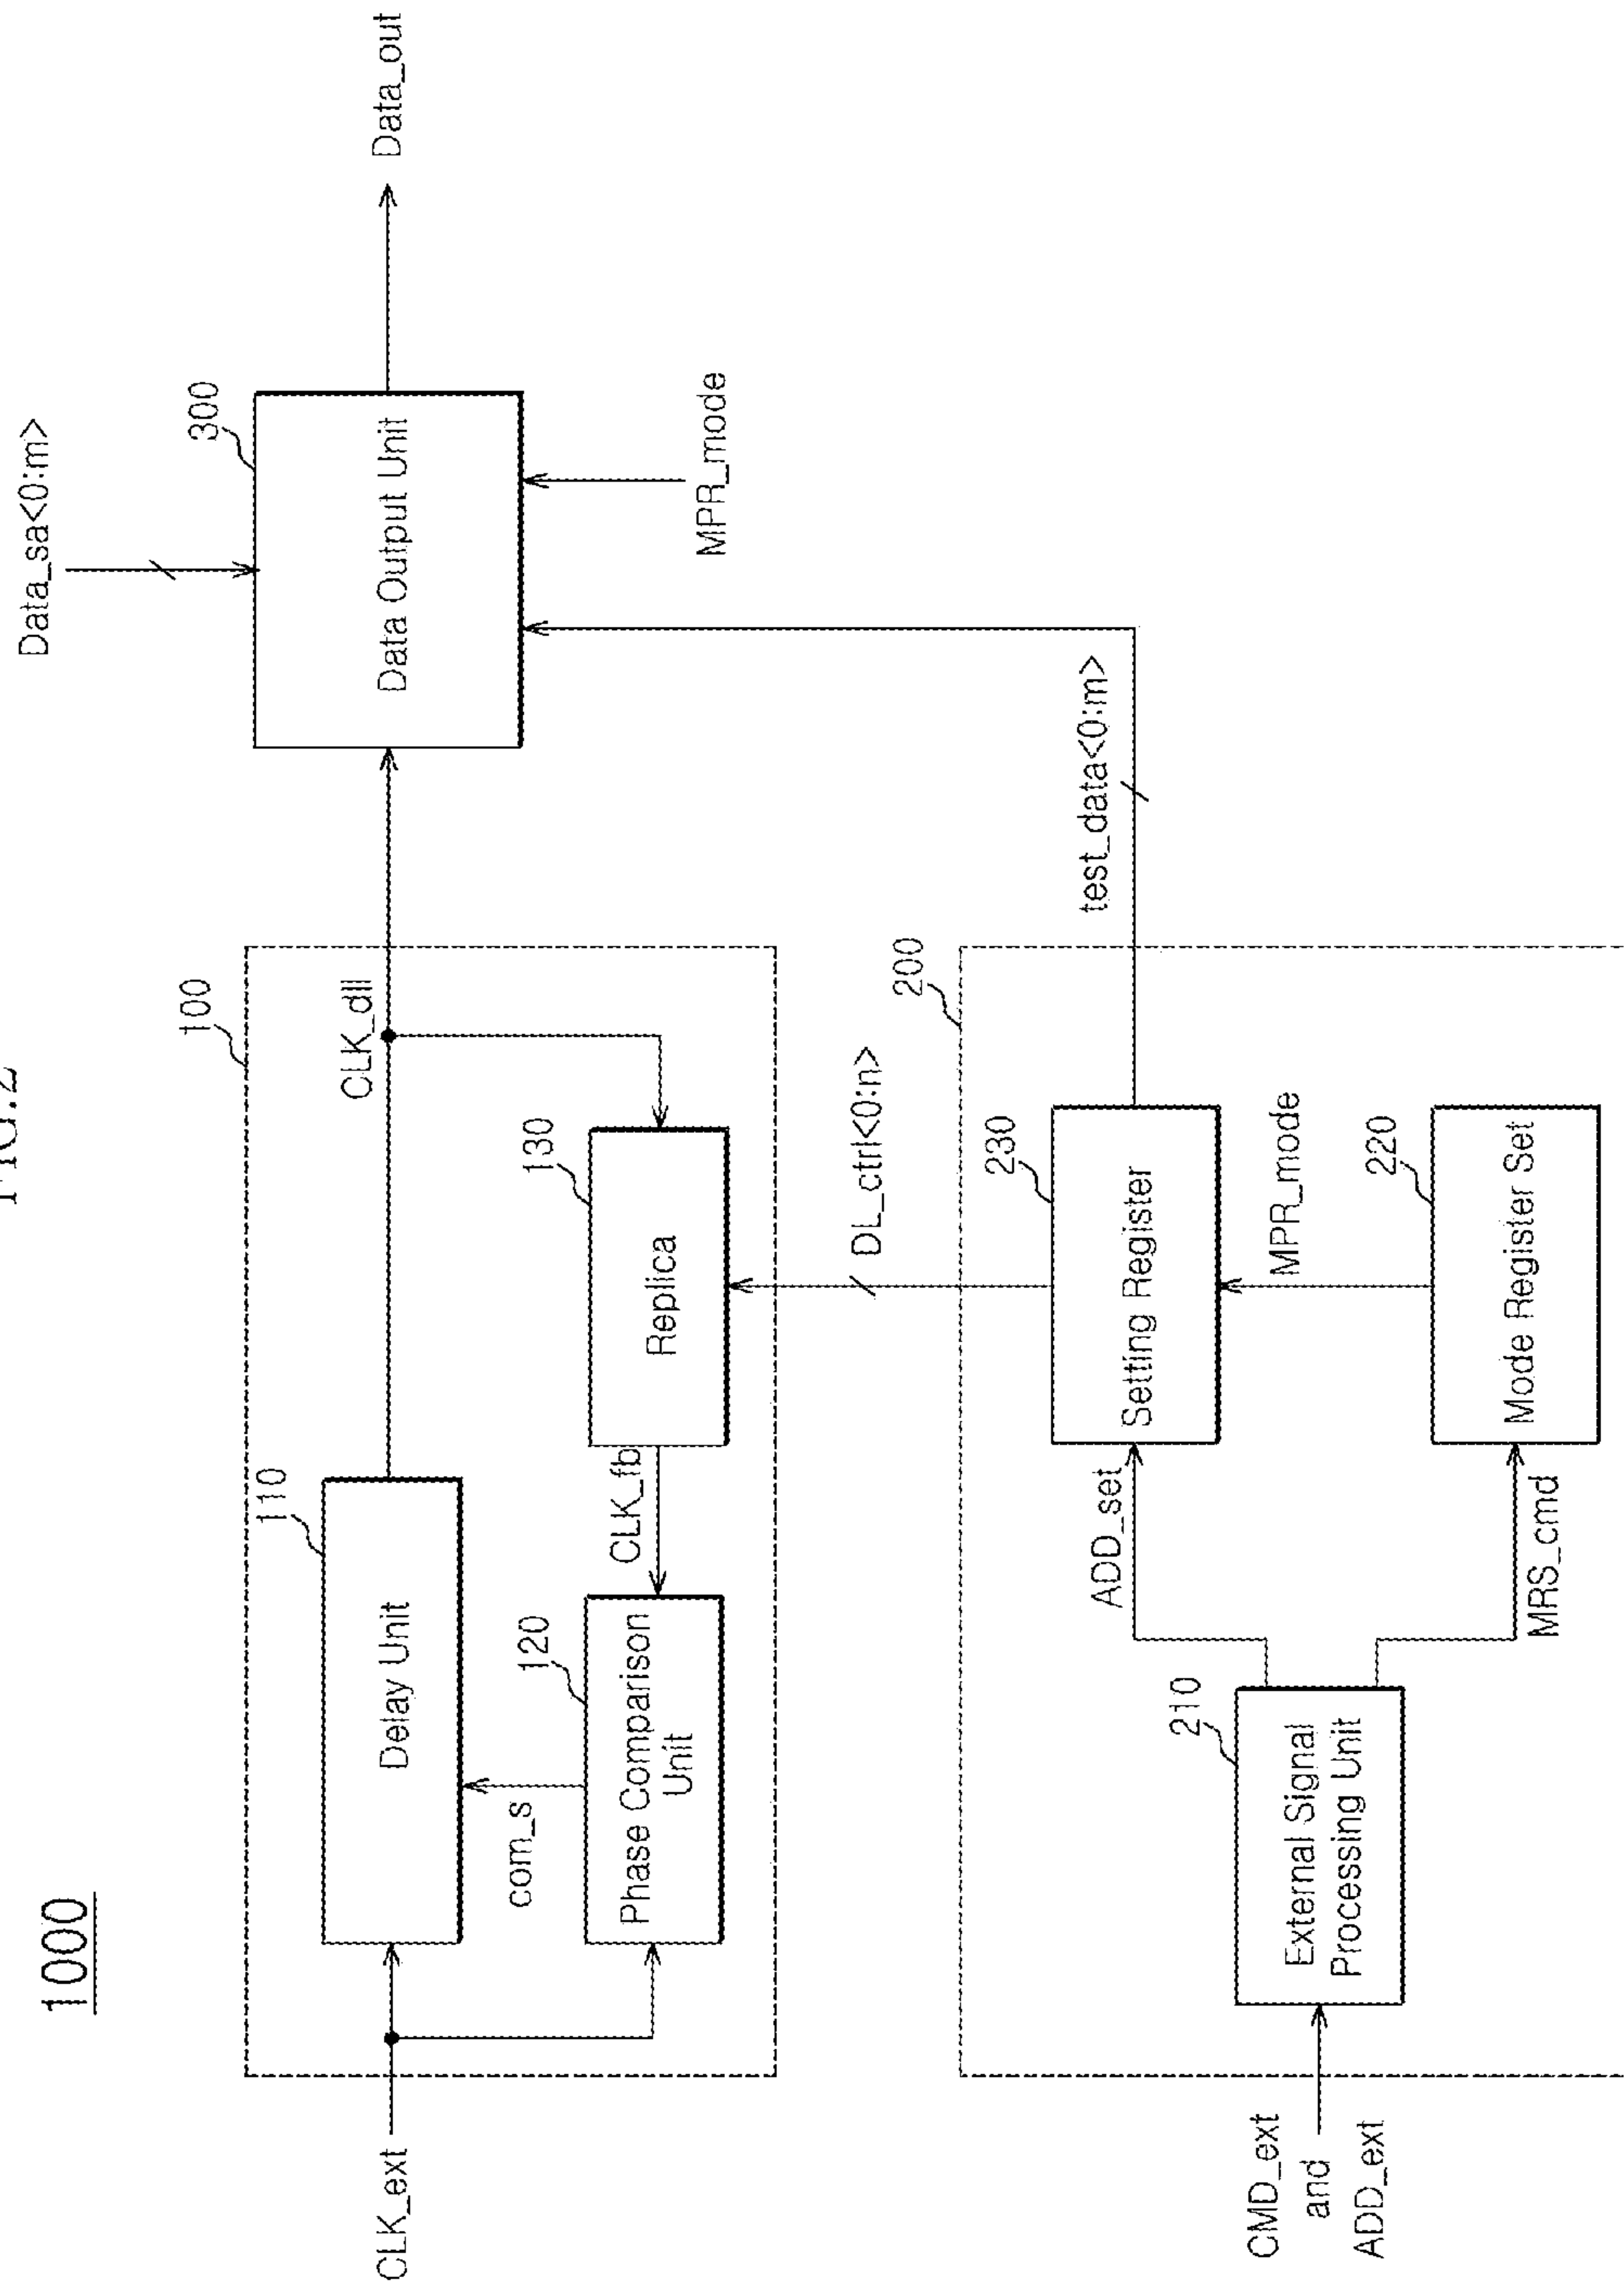 FIG.2
1000
Data_sa<0:m>
300
Data Output Unit
Data_out
MPR_mode
100
CLK_ext
110
Delay Unit
CLK_dll
com_s
120
Phase Comparison
Unit
CLK_fb
130
Replica
DL_ctrl<0:n>
200
test_data<0:m>
CMD_ext
and
ADD_ext
210
External Signal
Processing Unit
ADD_set
MRS_cmd
230
Setting Register
MPR_mode
220
Mode Register Set